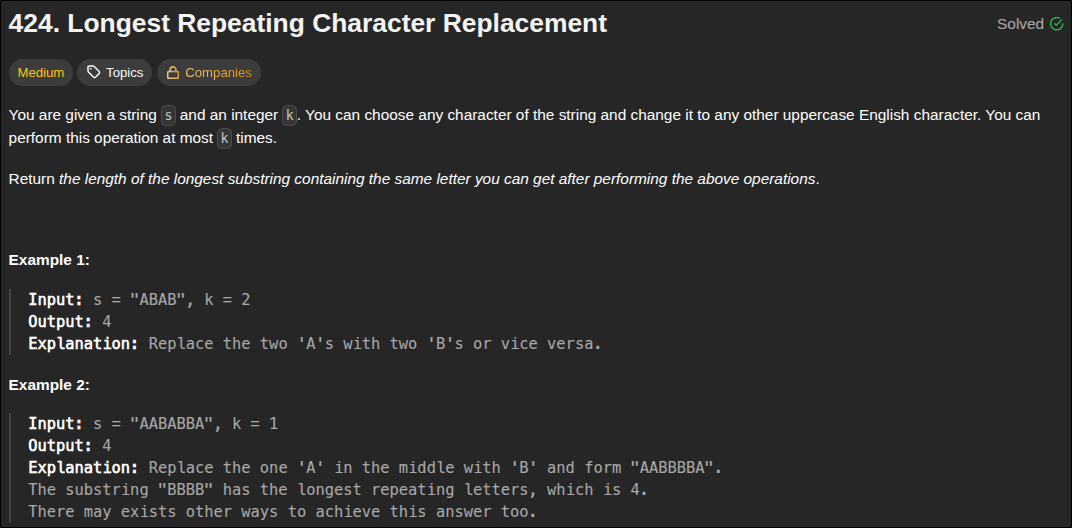 424. Longest Repeating Character Replacement
Solved
Medium
Topics
Companies
You are given a string s and an integer k. You can choose any character of the string and change it to any other uppercase English character. You can
perform this operation at most k times.
Return the length of the longest substring containing the same letter you can get after performing the above operations.
Example 1:
Input: s = "ABAB", k = 2
Output: 4
Explanation: Replace the two 'A's with two 'B's or vice versa.
Example 2:
Input: s = "AABABBA", k = 1
Output: 4
Explanation: Replace the one 'A' in the middle with 'B' and form "AABBBBA".
The substring "BBBB" has the longest repeating letters, which is 4.
There may exists other ways to achieve this answer too.